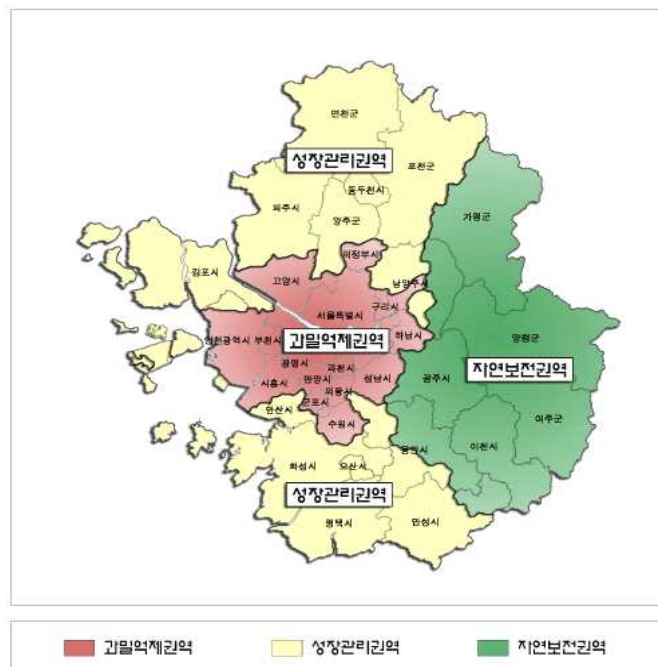 연천군
성장관리권역
포천군
동두천시
파주시
양주군
가평군
의정부시
김포시
고양시
남양주시
서울특별시
구리시
인천광역시
부천시
과밀억제권역
하남시
양평군
광명시
과천시
자연보전권역
시흥시
안양시
성남시
광주시
의왕시
안산시
군포시
여주군
수원시
용인시
이천시
화성시
오산시
성장관리권역
평택시
안성시
과밀억제권역
성장관리권역
자연보전권역